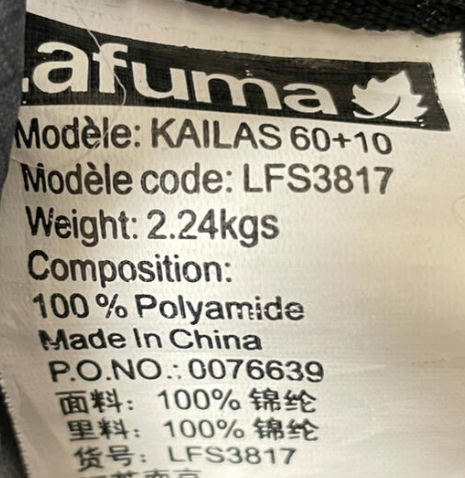 Lafuma
Modèle: KAILAS 60+10
Modèle code: LFS3817
Weight: 2.24kgs
Composition:
100 % Polyamide
Made In China
P.O.NO.: 0076639
面料: 100% 锦纶
里料: 100% 锦纶
货号: LFS3817